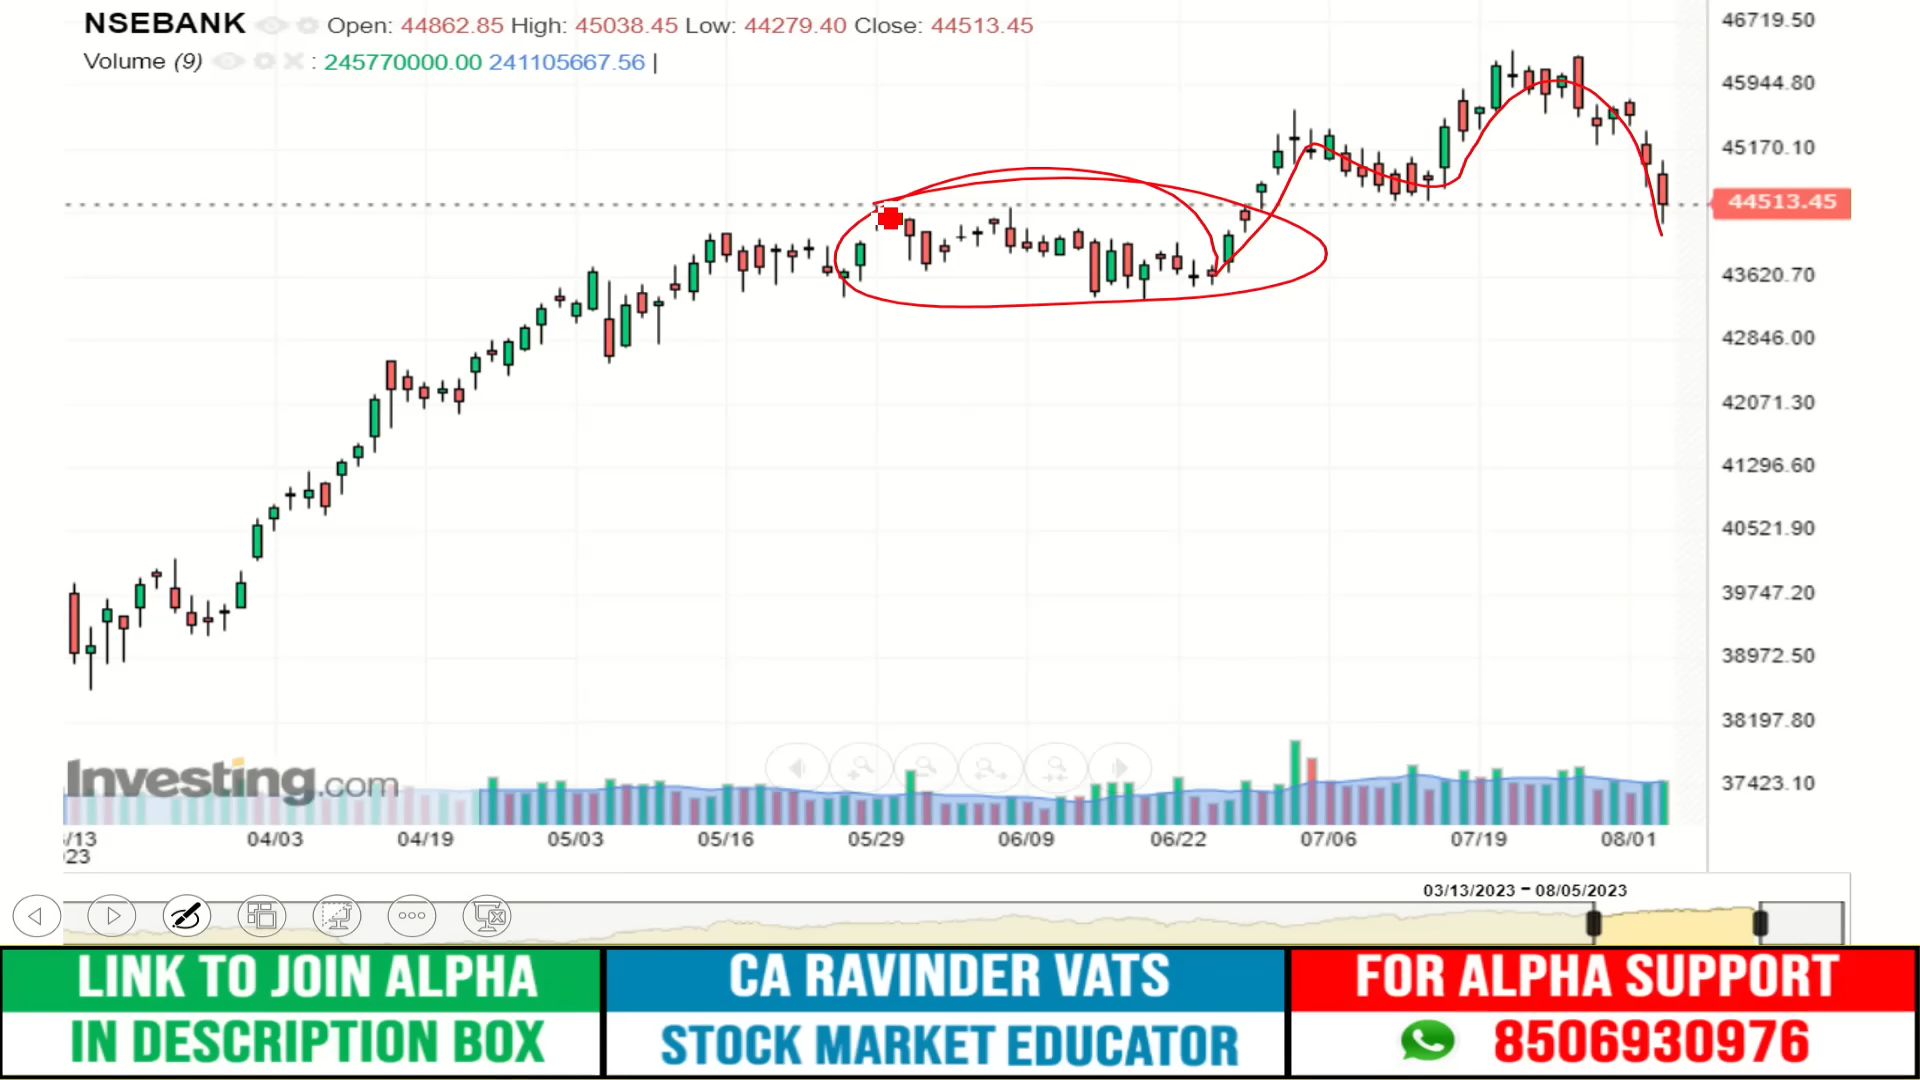 NSEBANK Open: 44862.85 High: 45038.45 Low: 44279.40 Close: 44513.45
Volume (9) : 245770000.00 241105667.56
46719.50
45944.80
45170.10
44513.45
43620.70
42846.00
42071.30
41296.60
40521.90
39747.20
38972.50
38197.80
37423.10
Investing.com
/13 04/03 04/19 05/03 05/16 05/29 06/09 06/22 07/06 07/19 08/01
23
03/13/2023 - 08/05/2023
LINK TO JOIN ALPHA
IN DESCRIPTION BOX
CA RAVINDER VATS
STOCK MARKET EDUCATOR
FOR ALPHA SUPPORT
8506930976